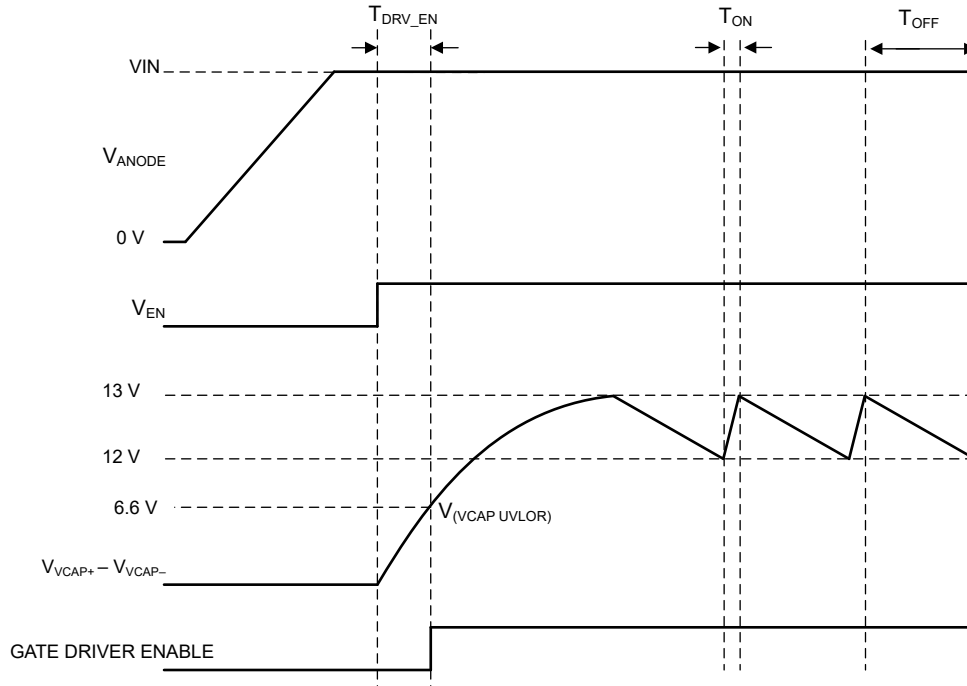 T_DRV_EN
T_ON
T_OFF
VIN
V_ANODE
0 V
V_EN
13 V
12 V
6.6 V
V_(VCAP UVLOR)
V_VCAP+ – V_VCAP–
GATE DRIVER ENABLE